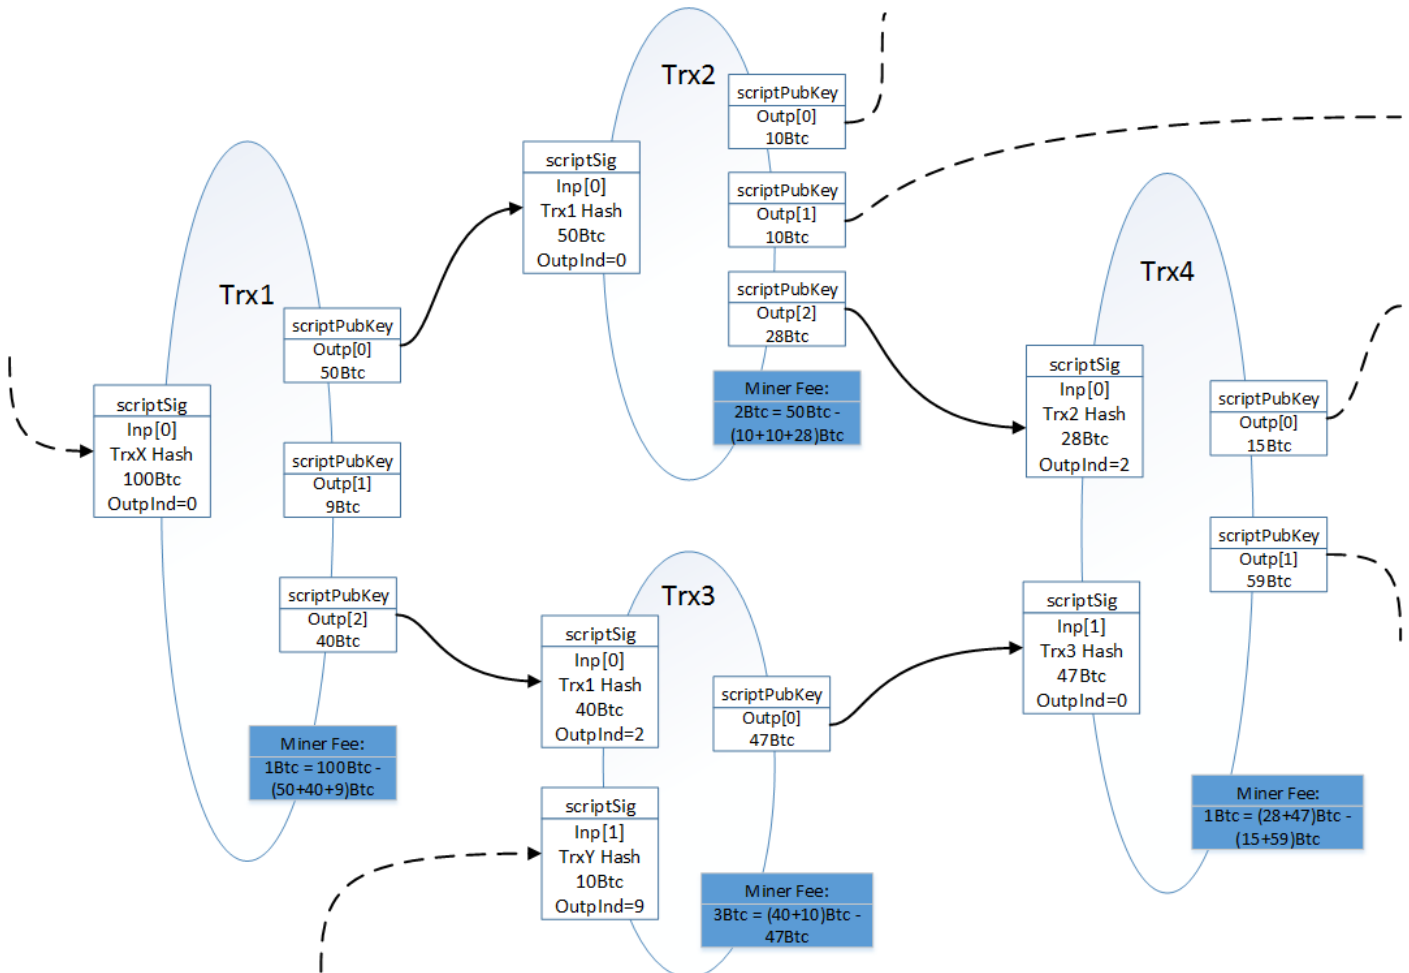 Trx1
scriptSig
Inp[0]
TrxX Hash
100Btc
OutpInd=0
scriptPubKey
Outp[0]
50Btc
scriptPubKey
Outp[1]
9Btc
scriptPubKey
Outp[2]
40Btc
Miner Fee:
1Btc = 100Btc -
(50+40+9)Btc
Trx2
scriptSig
Inp[0]
Trx1 Hash
50Btc
OutpInd=0
scriptPubKey
Outp[0]
10Btc
scriptPubKey
Outp[1]
10Btc
scriptPubKey
Outp[2]
28Btc
Miner Fee:
2Btc = 50Btc -
(10+10+28)Btc
Trx3
scriptSig
Inp[0]
Trx1 Hash
40Btc
OutpInd=2
scriptSig
Inp[1]
TrxY Hash
10Btc
OutpInd=9
scriptPubKey
Outp[0]
47Btc
Miner Fee:
3Btc = (40+10)Btc -
47Btc
Trx4
scriptSig
Inp[0]
Trx2 Hash
28Btc
OutpInd=2
scriptSig
Inp[1]
Trx3 Hash
47Btc
OutpInd=0
scriptPubKey
Outp[0]
15Btc
scriptPubKey
Outp[1]
59Btc
Miner Fee:
1Btc = (28+47)Btc -
(15+59)Btc